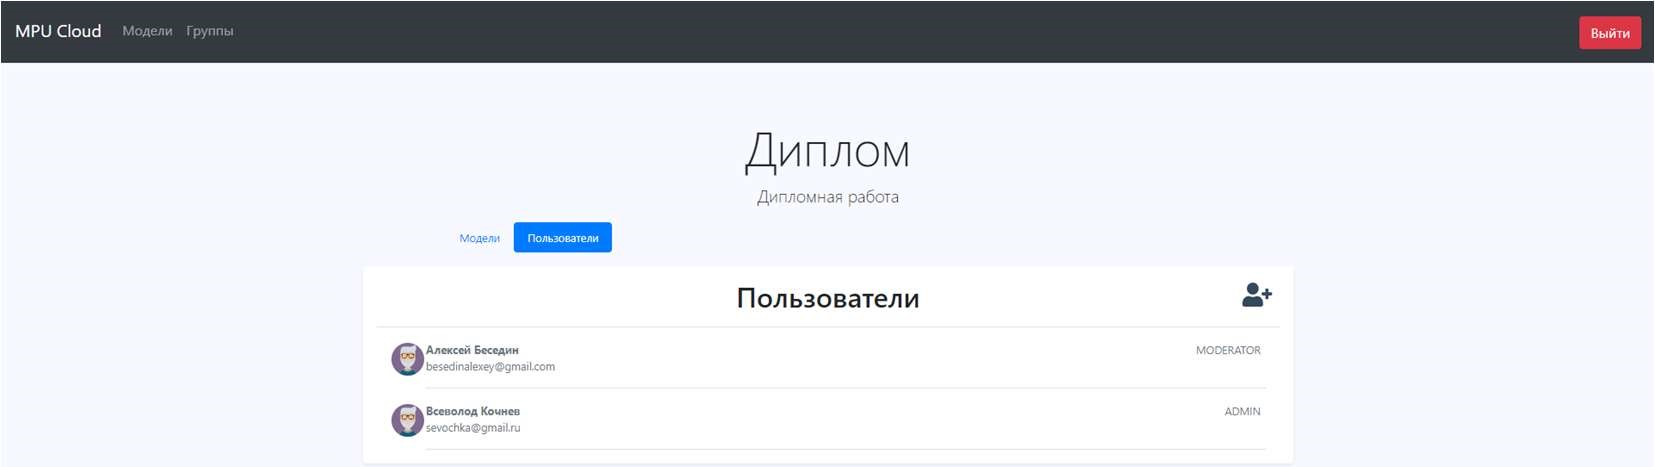 MPU Cloud Модели Группы Выйти
Диплом
Дипломная работа
Модели Пользователи
Пользователи
Алексей Беседин MODERATOR
besedinalexey@gmail.com
Всеволод Кочнев ADMIN
sevochka@gmail.ru